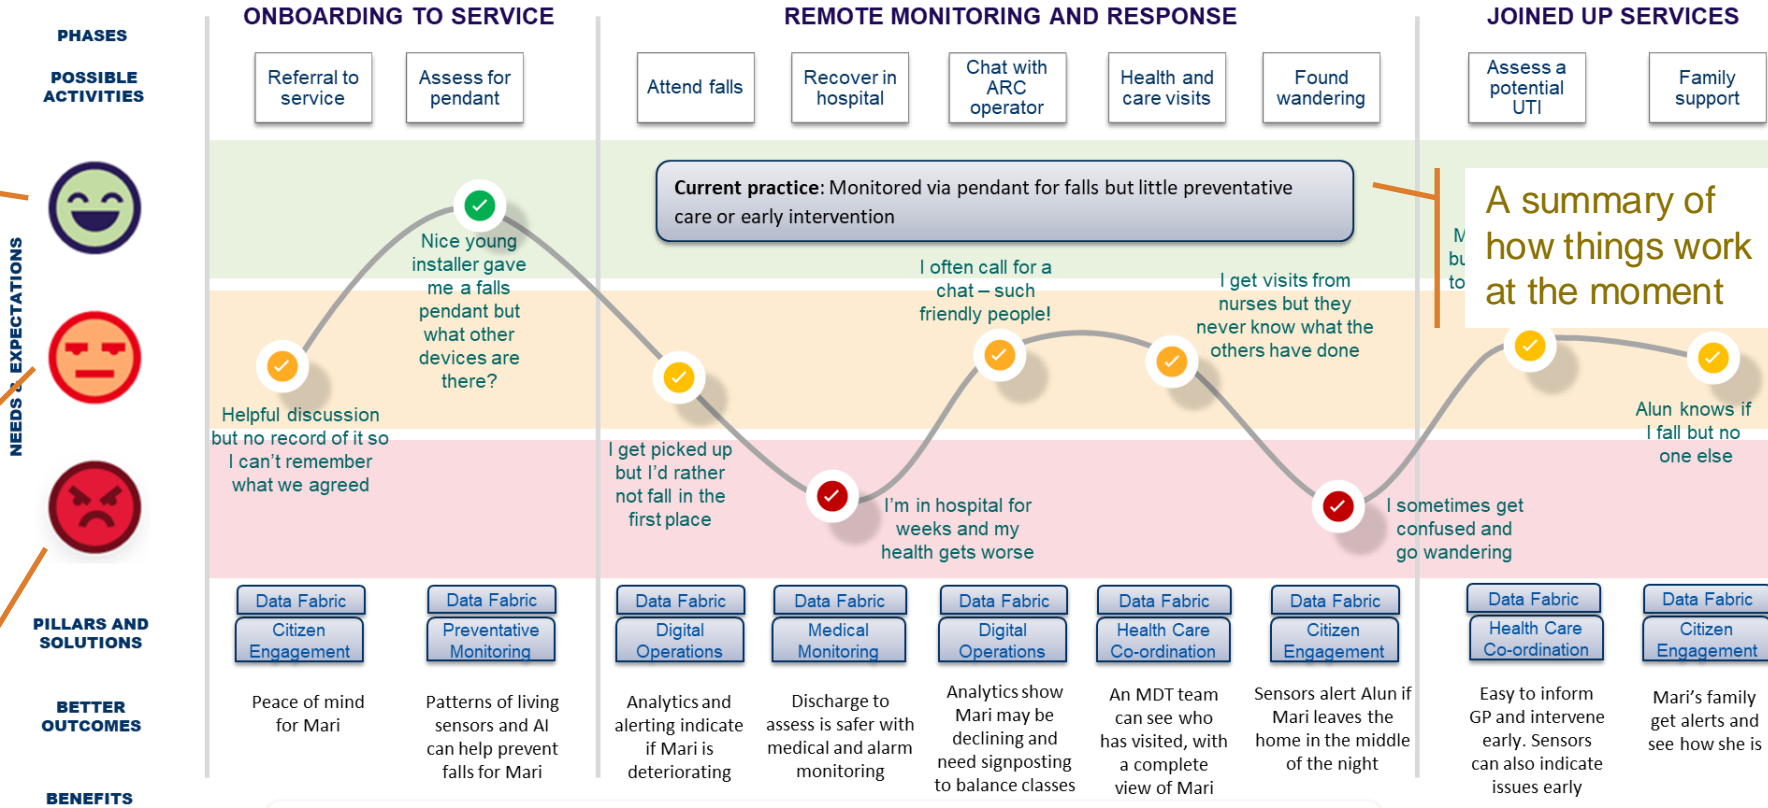 ONBOARDING TO SERVICE
REMOTE MONITORING AND RESPONSE
JOINED UP SERVICES
PHASES
POSSIBLE
ACTIVITIES
Referral to
service
Assess for
pendant
Attend falls
Recover in
hospital
Chat with
ARC
operator
Health and
care visits
Found
wandering
Assess a
potential
UTI
Family
support
NEEDS & EXPECTATIONS
Current practice: Monitored via pendant for falls but little preventative
care or early intervention
A summary of
how things work
at the moment
Helpful discussion
but no record of it so
I can't remember
what we agreed
Nice young
installer gave
me a falls
pendant but
what other
devices are
there?
I get picked up
but I'd rather
not fall in the
first place
I'm in hospital for
weeks and my
health gets worse
I often call for a
chat – such
friendly people!
I get visits from
nurses but they
never know what the
others have done
I sometimes get
confused and
go wandering
Alun knows if
I fall but no
one else
PILLARS AND
SOLUTIONS
Data Fabric
Citizen
Engagement
Data Fabric
Preventative
Monitoring
Data Fabric
Digital
Operations
Data Fabric
Medical
Monitoring
Data Fabric
Digital
Operations
Data Fabric
Health Care
Co-ordination
Data Fabric
Citizen
Engagement
Data Fabric
Health Care
Co-ordination
Data Fabric
Citizen
Engagement
BETTER
OUTCOMES
Peace of mind
for Mari
Patterns of living
sensors and AI
can help prevent
falls for Mari
Analytics and
alerting indicate
if Mari is
deteriorating
Discharge to
assess is safer with
medical and alarm
monitoring
Analytics show
Mari may be
declining and
need signposting
to balance classes
An MDT team
can see who
has visited, with
a complete
view of Mari
Sensors alert Alun if
Mari leaves the
home in the middle
of the night
Easy to inform
GP and intervene
early. Sensors
can also indicate
issues early
Mari's family
get alerts and
see how she is
BENEFITS